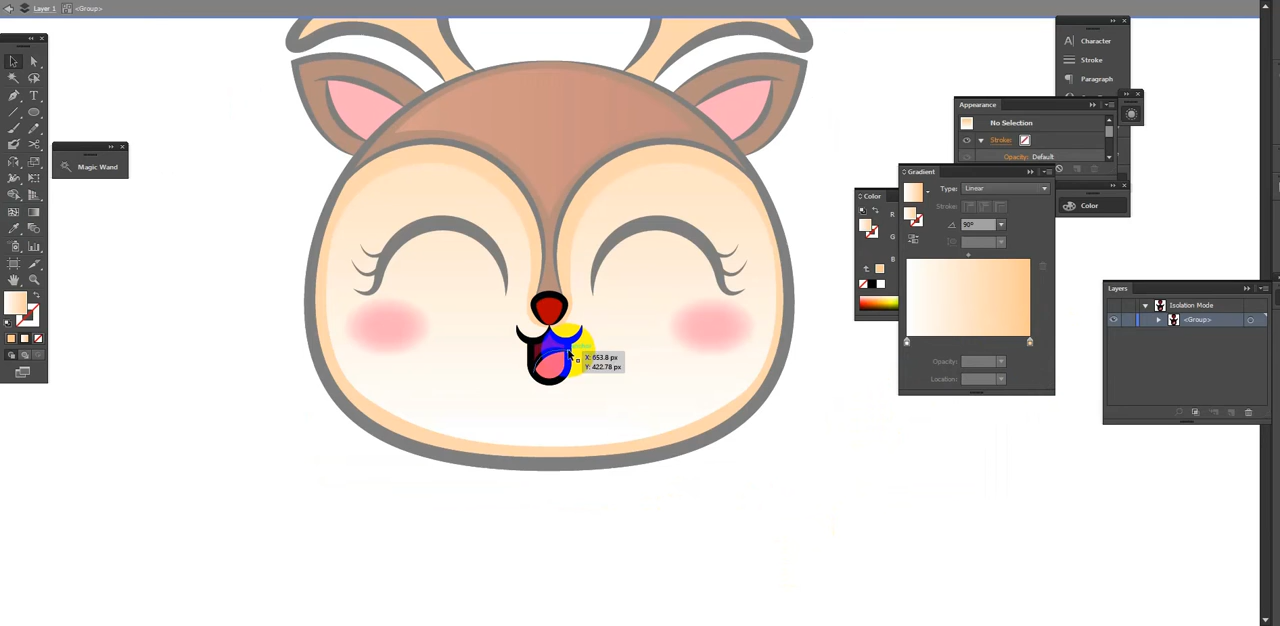 Layer 1 <Group>
Character
Stroke
Paragraph
Appearance
No Selection
Stroke:
Opacity: Default
Magic Wand
Gradient
Type: Linear
Stroke:
90°
Opacity:
Location:
Color
R
G
B
Color
Layers
Isolation Mode
<Group>
X: 653.8 px
Y: 422.78 px